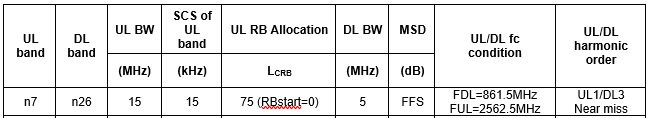 UL band
DL band
UL BW
SCS of UL band
UL RB Allocation
DL BW
MSD
UL/DL fc condition
UL/DL harmonic order
(MHz)
(kHz)
LCRB
(MHz)
(dB)
n7
n26
15
15
75 (RBstart=0)
5
FFS
FDL=861.5MHz
FUL=2562.5MHz
UL1/DL3
Near miss